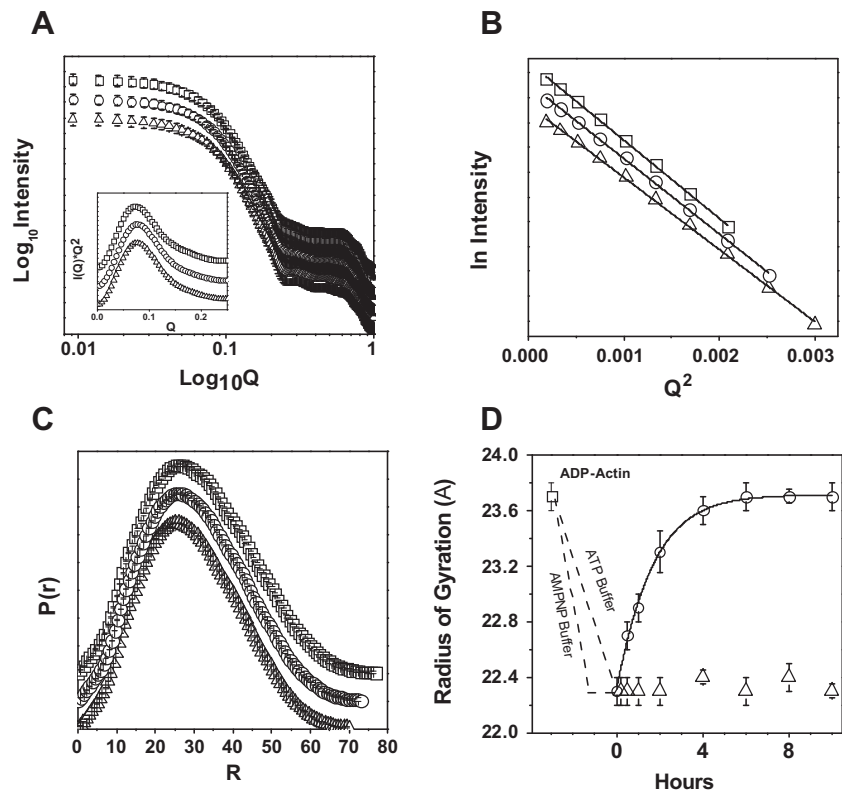 A
Log10Intensity
0.01
0.1
1
Log10Q
I(Q)*Q2
0.0
0.1
0.2
Q
B
ln Intensity
0.000
0.001
0.002
0.003
Q2
C
P(r)
0
10
20
30
40
50
60
70
80
R
D
Radius of Gyration (A)
24.0
23.6
23.2
22.8
22.4
22.0
ADP-Actin
ATP Buffer
AMPNP Buffer
0
4
8
Hours